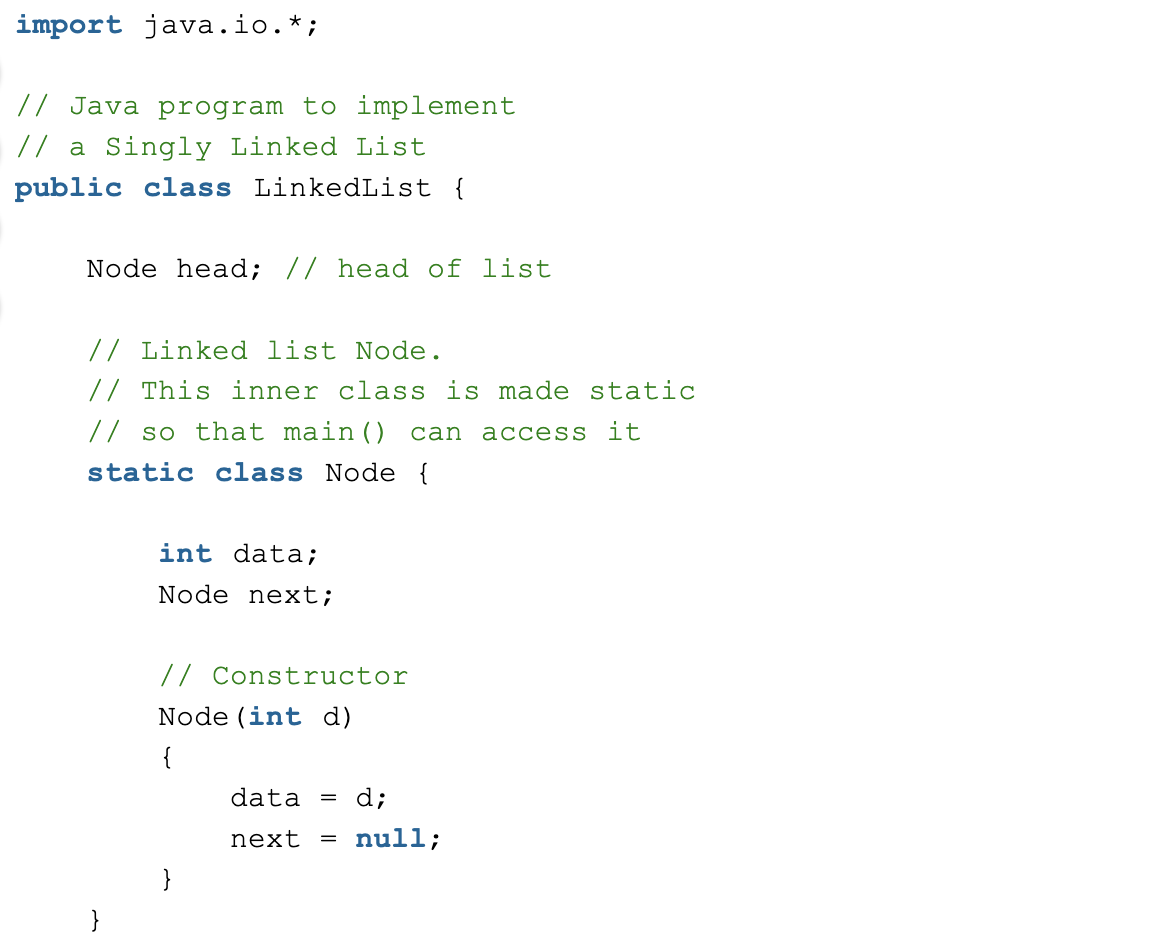 import java.io.*;
// Java program to implement
// a Singly Linked List
public class LinkedList {
Node head; // head of list
// Linked list Node.
// This inner class is made static
// so that main() can access it
static class Node {
int data;
Node next;
// Constructor
Node(int d)
{
data = d;
next = null;
}
}